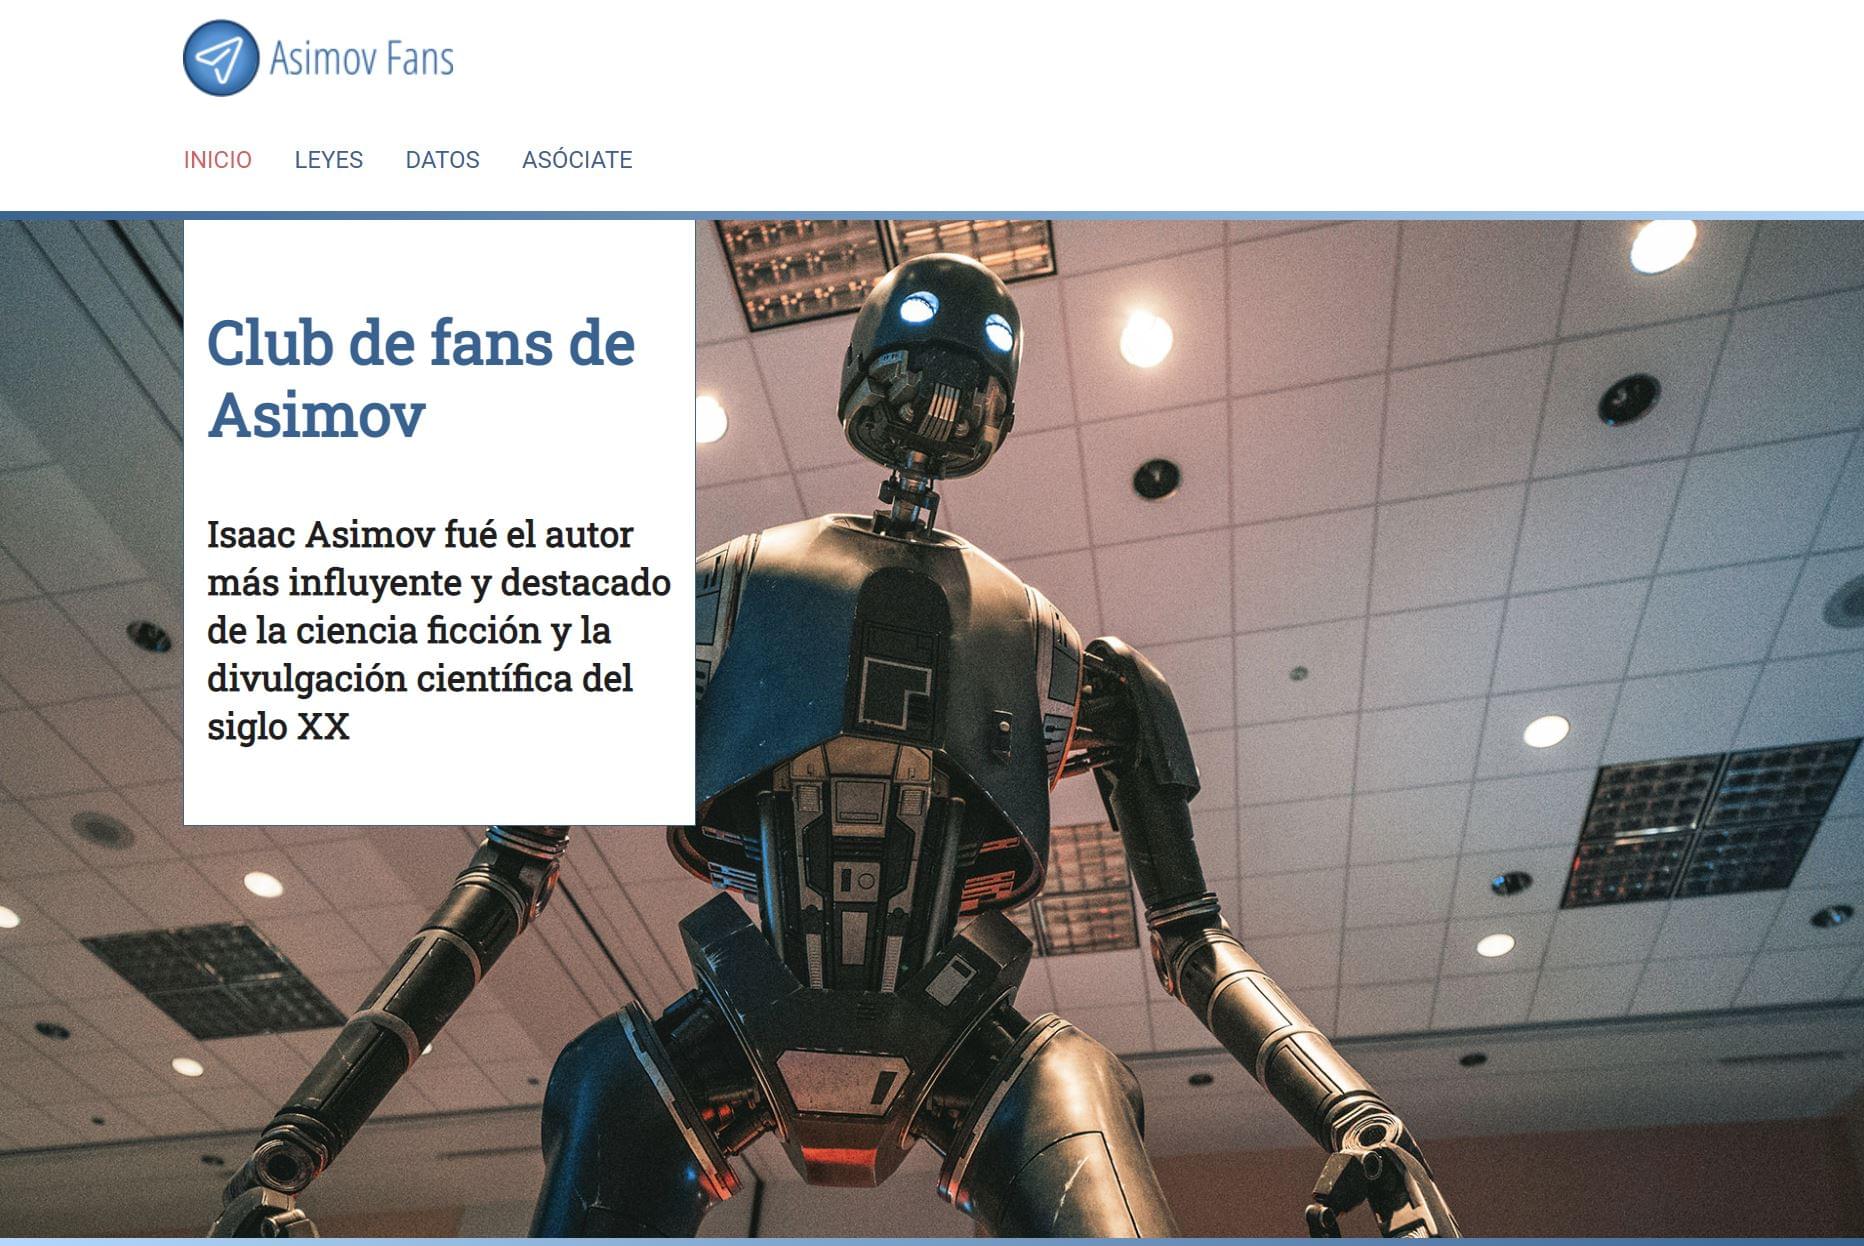 Asimov Fans
INICIO LEYES DATOS ASÓCIATE
Club de fans de
Asimov
Isaac Asimov fué el autor
más influyente y destacado
de la ciencia ficción y la
divulgación científica del
siglo XX